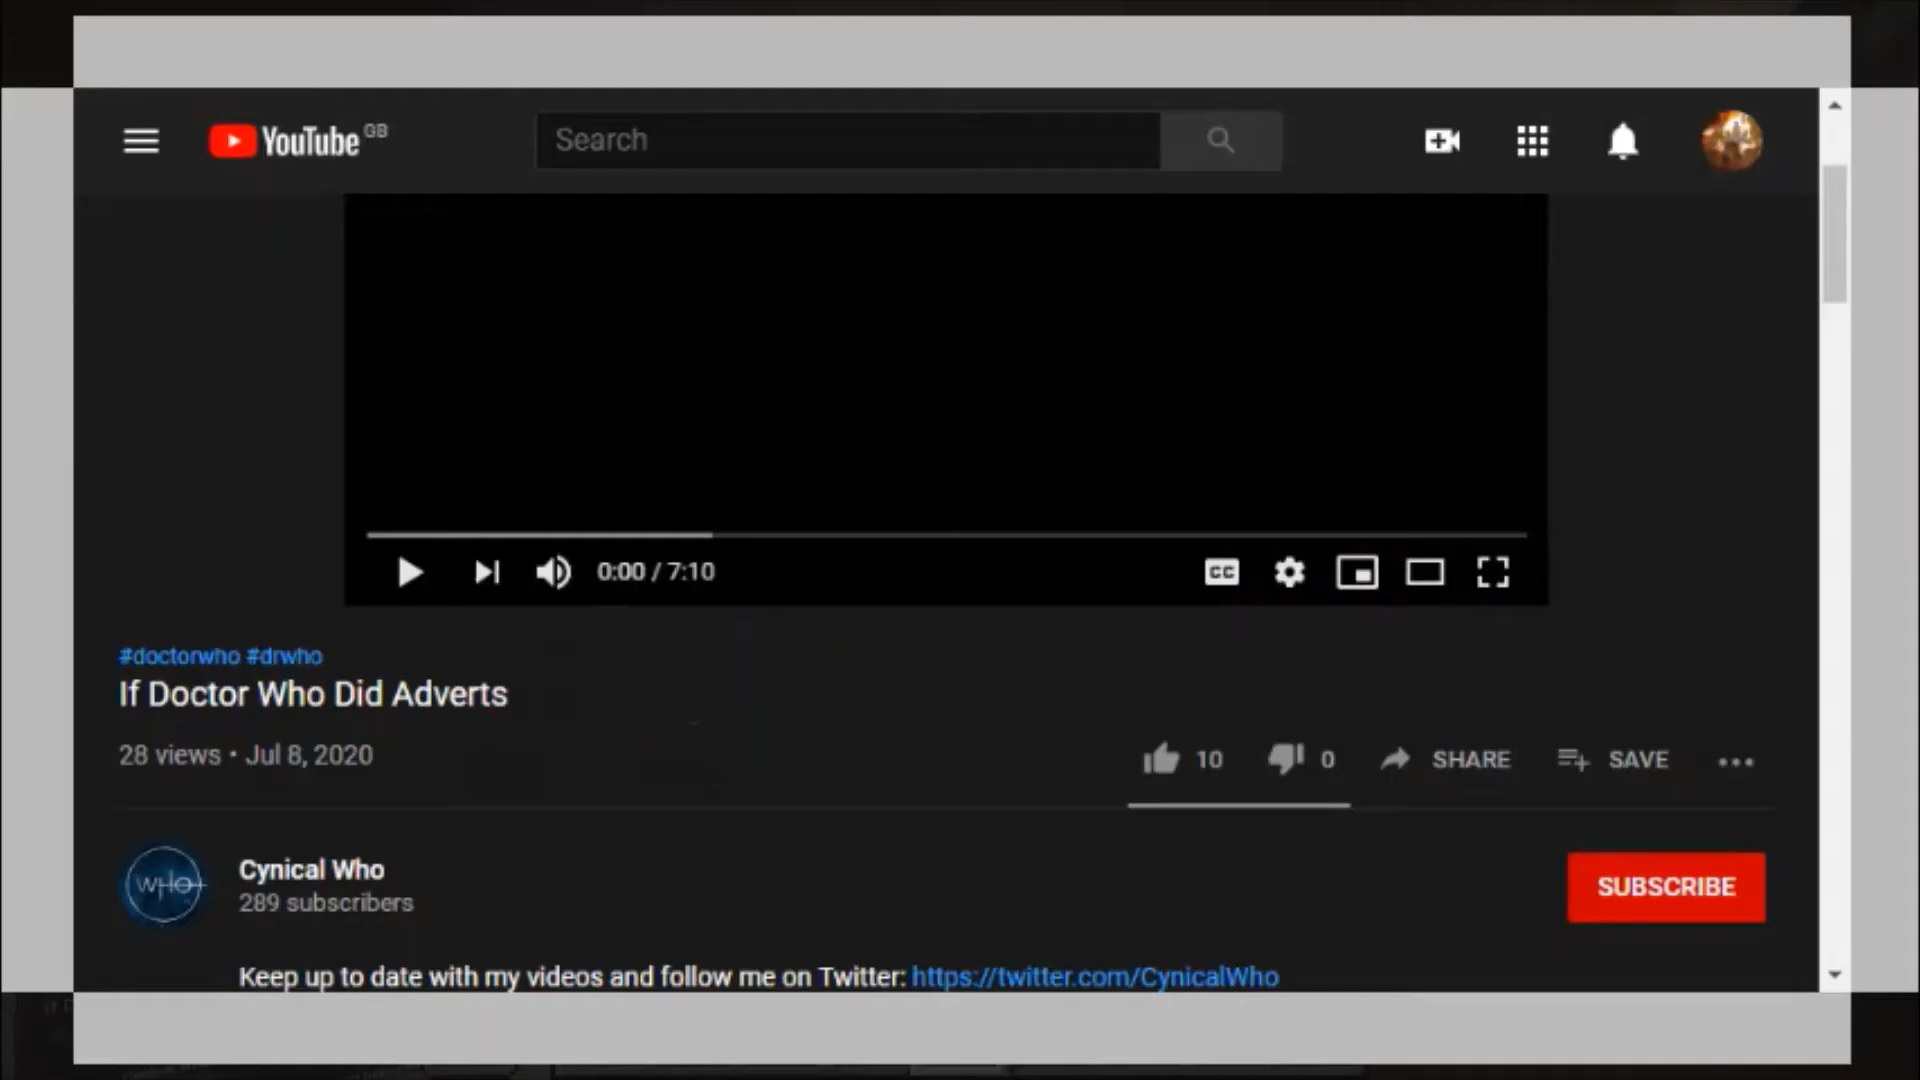 YouTube GB
Search
CC
0:00 / 7:10
#doctorwho #drwho
If Doctor Who Did Adverts
28 views • Jul 8, 2020
10
0
SHARE
SAVE
WHO
Cynical Who
289 subscribers
SUBSCRIBE
Keep up to date with my videos and follow me on Twitter: https://twitter.com/CynicalWho